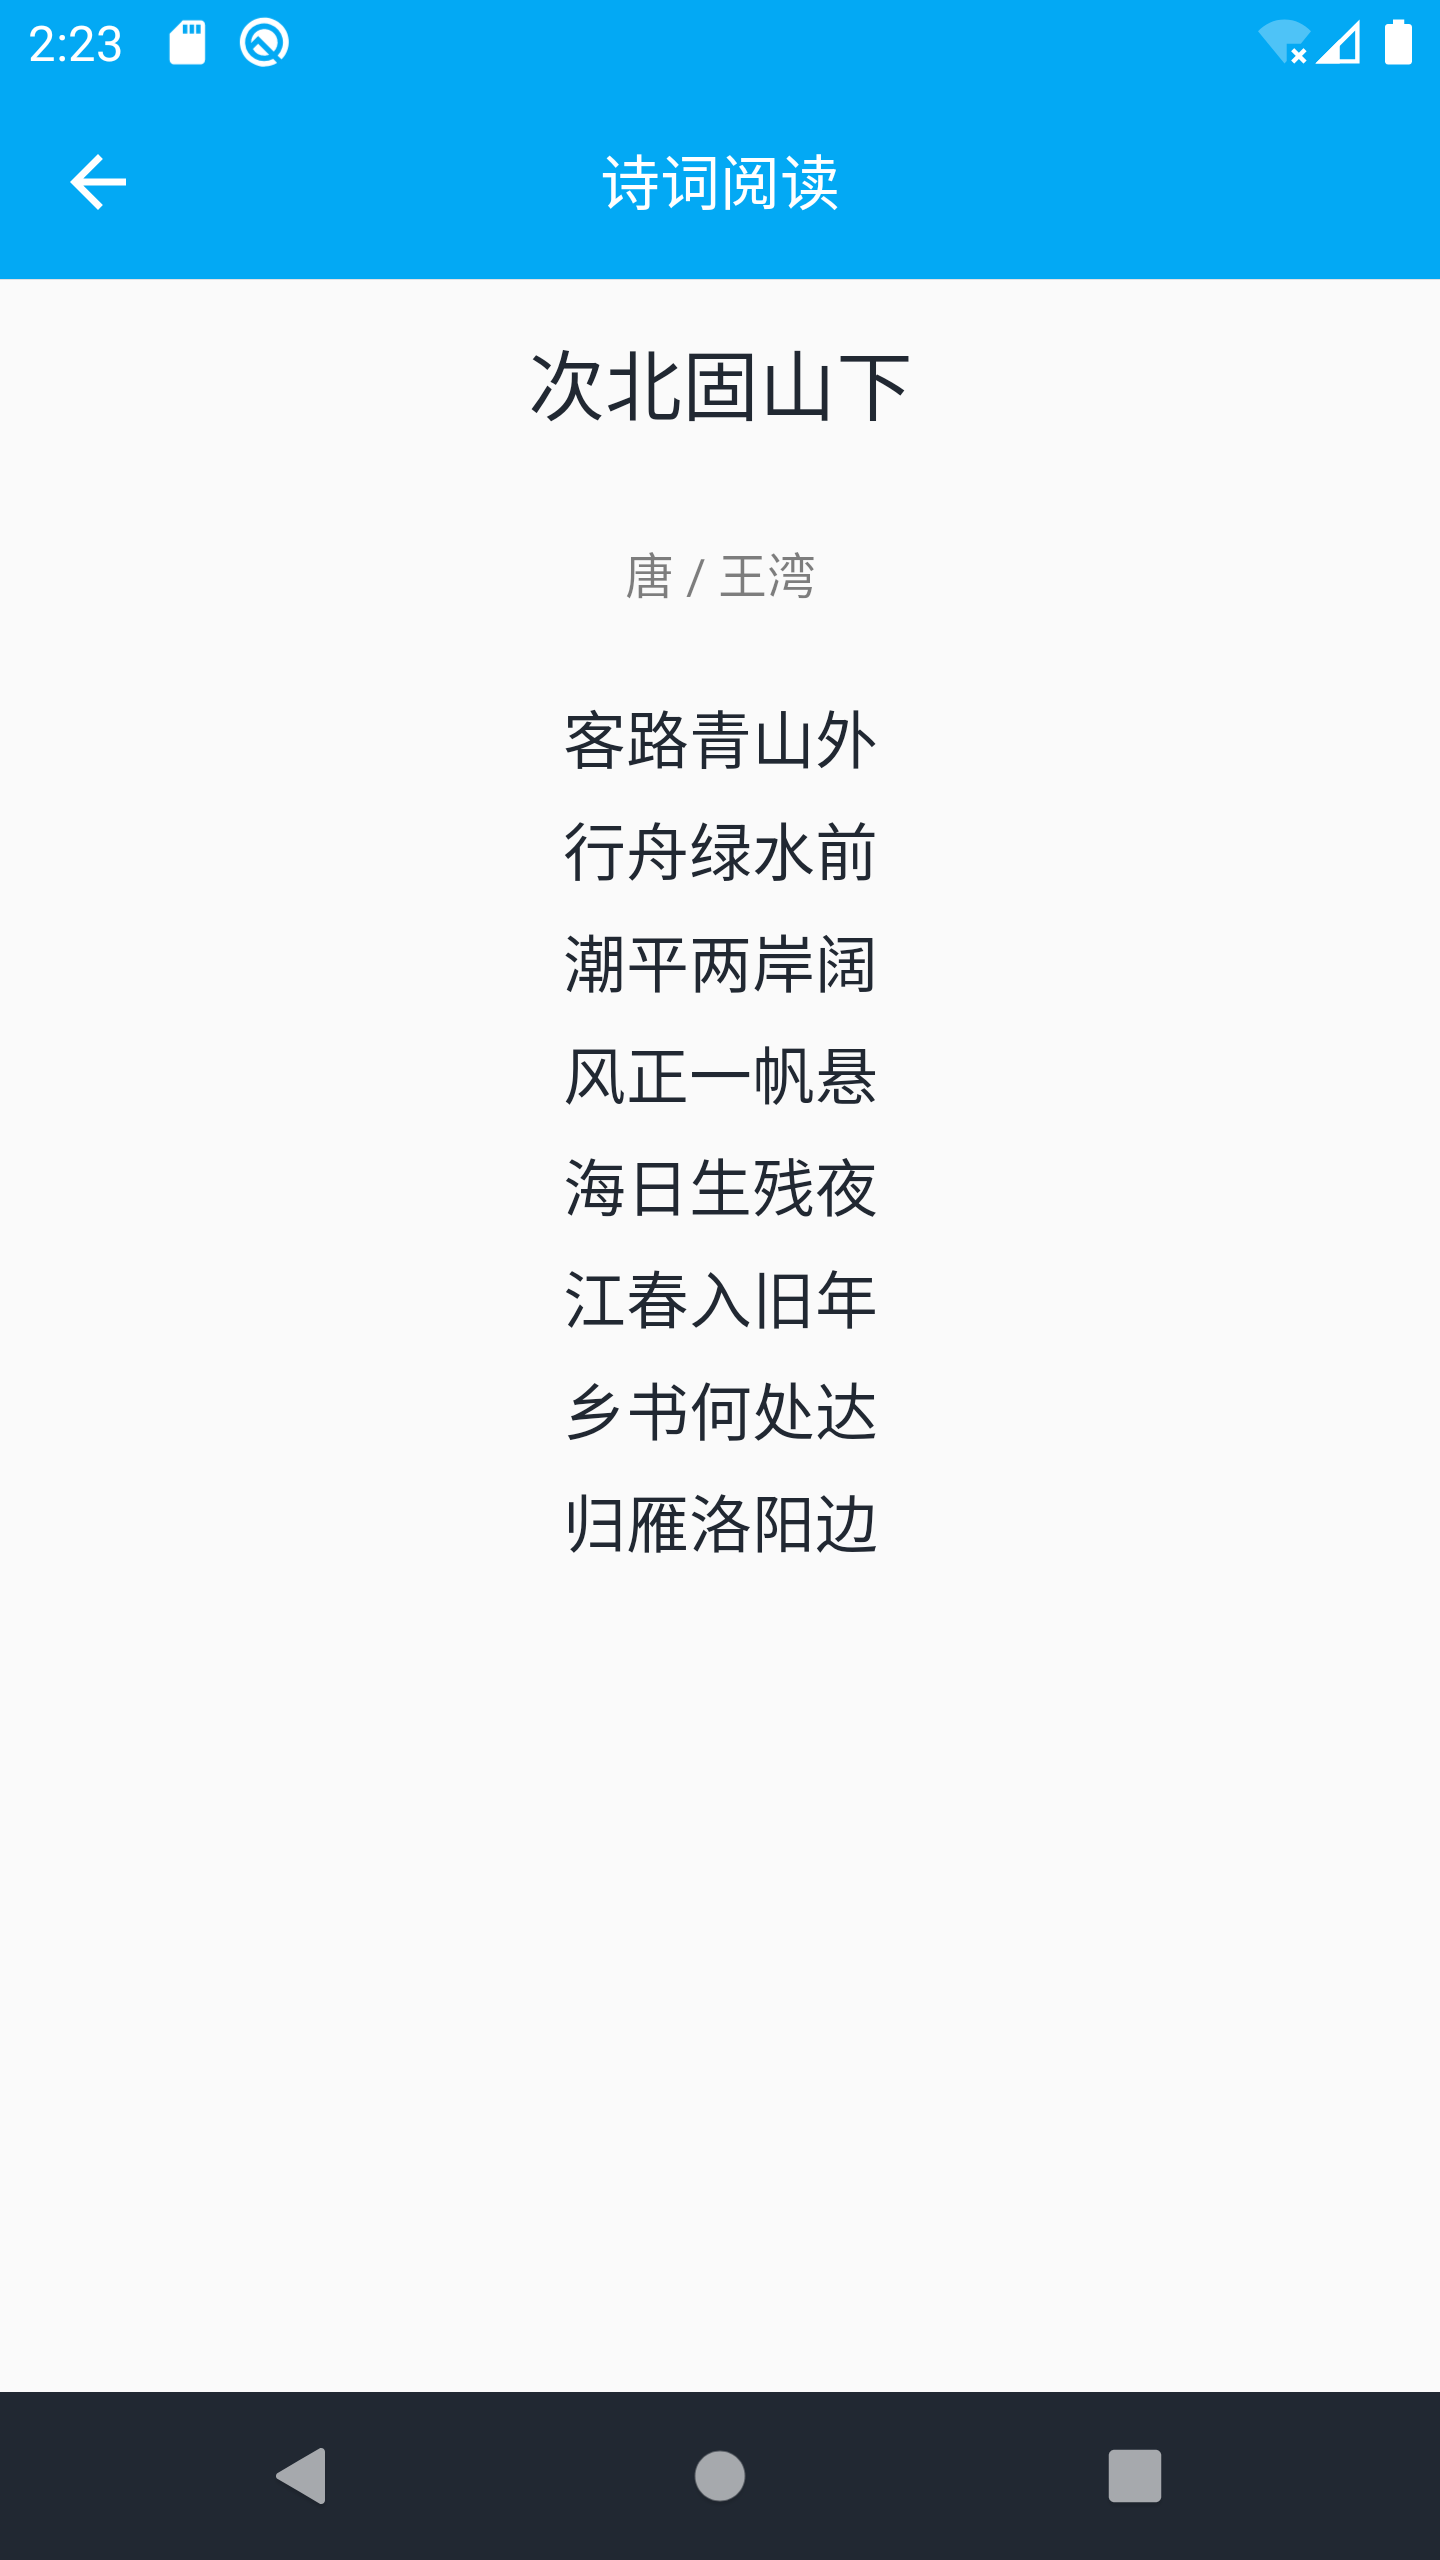 2:23
诗词阅读
次北固山下
唐 / 王湾
客路青山外
行舟绿水前
潮平两岸阔
风正一帆悬
海日生残夜
江春入旧年
乡书何处达
归雁洛阳边